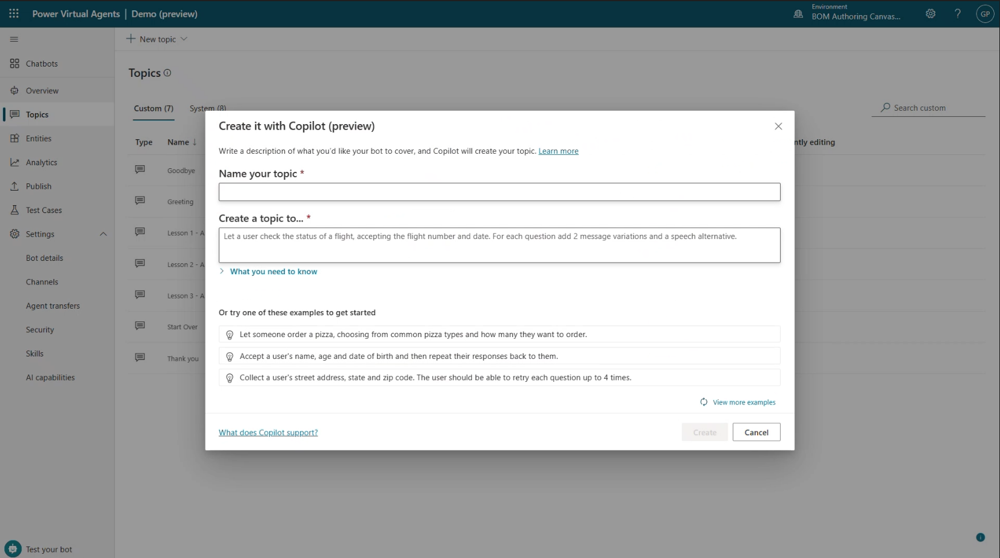 Power Virtual Agents | Demo (preview)
Environment
BOM Authoring Canvas...
?
GP
New topic
Chatbots
Overview
Topics
Entities
Analytics
Publish
Test Cases
Settings
Bot details
Channels
Agent transfers
Security
Skills
AI capabilities
Test your bot
Topics
Custom (7) System (8)
Search custom
Type Name ↓ ntly editing
Goodbye
Greeting
Lesson 1 - A
Lesson 2 - A
Lesson 3 - A
Start Over
Thank you
Create it with Copilot (preview)
Write a description of what you'd like your bot to cover, and Copilot will create your topic. Learn more
Name your topic *
Create a topic to... *
Let a user check the status of a flight, accepting the flight number and date. For each question add 2 message variations and a speech alternative.
What you need to know
Or try one of these examples to get started
Let someone order a pizza, choosing from common pizza types and how many they want to order.
Accept a user's name, age and date of birth and then repeat their responses back to them.
Collect a user's street address, state and zip code. The user should be able to retry each question up to 4 times.
View more examples
What does Copilot support?
Create Cancel